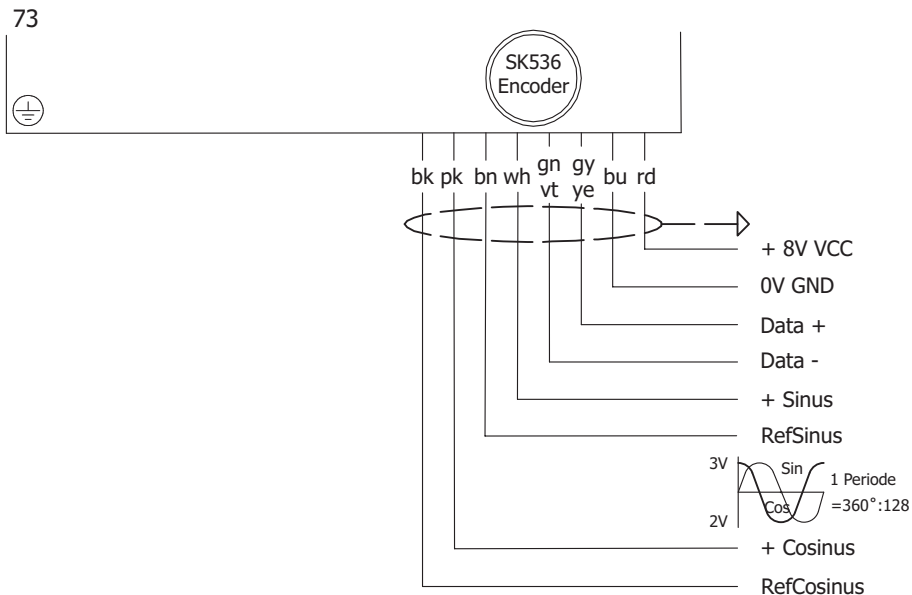 73
SK536
Encoder
bk pk bn wh gn vt gy ye bu rd
+ 8V VCC
0V GND
Data +
Data -
+ Sinus
RefSinus
3V
Sin
1 Periode
=360°:128
Cos
2V
+ Cosinus
RefCosinus